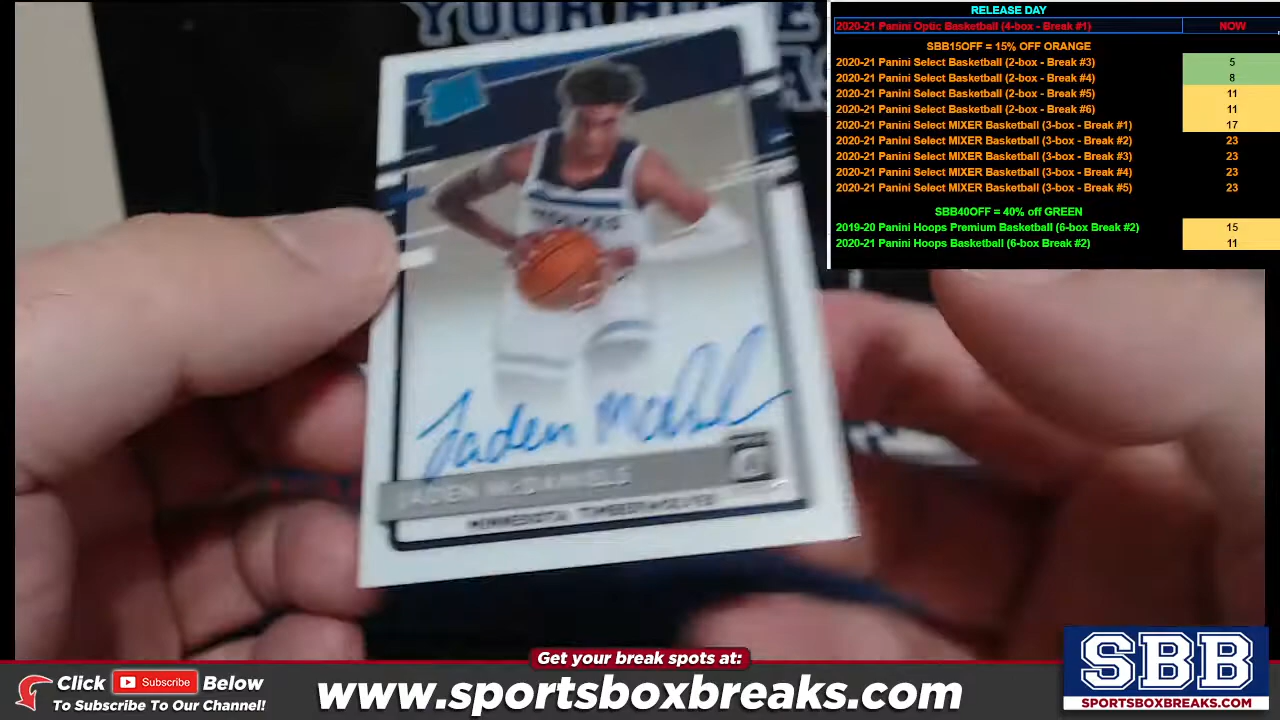 YOUR HOME
RELEASE DAY
2020-21 Panini Optic Basketball (4-box - Break #1) NOW
SBB15OFF = 15% OFF ORANGE
2020-21 Panini Select Basketball (2-box - Break #3) 5
2020-21 Panini Select Basketball (2-box - Break #4) 8
2020-21 Panini Select Basketball (2-box - Break #5) 11
2020-21 Panini Select Basketball (2-box - Break #6) 11
2020-21 Panini Select MIXER Basketball (3-box - Break #1) 17
2020-21 Panini Select MIXER Basketball (3-box - Break #2) 23
2020-21 Panini Select MIXER Basketball (3-box - Break #3) 23
2020-21 Panini Select MIXER Basketball (3-box - Break #4) 23
2020-21 Panini Select MIXER Basketball (3-box - Break #5) 23
SBB40OFF = 40% off GREEN
2019-20 Panini Hoops Premium Basketball (6-box Break #2) 15
2020-21 Panini Hoops Basketball (6-box Break #2) 11
Jaden
JADEN McDANIELS
MINNESOTA TIMBERWOLVES
Get your break spots at:
Click Subscribe Below
To Subscribe To Our Channel!
www.sportsboxbreaks.com
SBB
SPORTSBOXBREAKS.COM